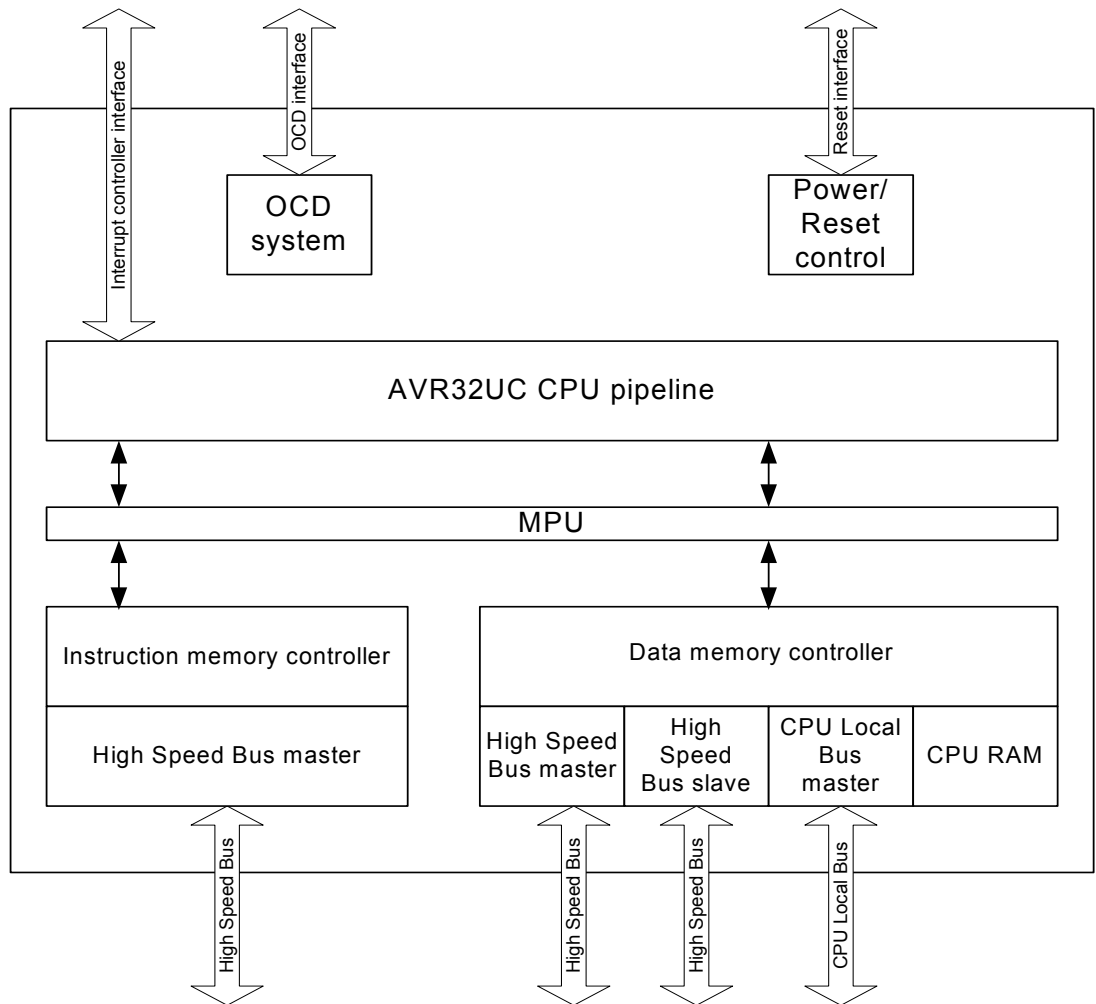 Interrupt controller interface
OCD interface
Reset interface
OCD
system
Power/
Reset
control
AVR32UC CPU pipeline
MPU
Instruction memory controller
Data memory controller
High Speed Bus master
High Speed
Bus master
High
Speed
Bus slave
CPU Local
Bus
master
CPU RAM
High Speed Bus
High Speed Bus
High Speed Bus
CPU Local Bus